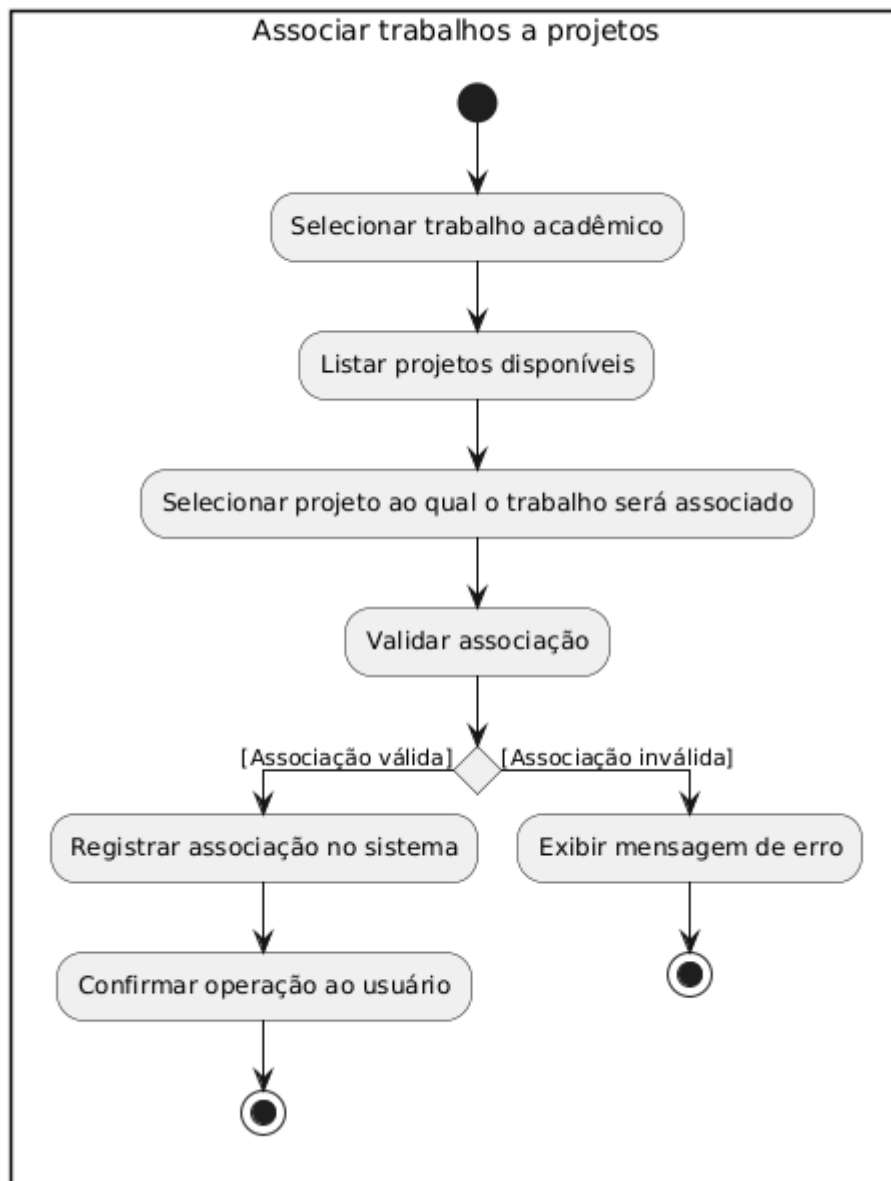 Associar trabalhos a projetos
Selecionar trabalho acadêmico
Listar projetos disponíveis
Selecionar projeto ao qual o trabalho será associado
Validar associação
[Associação válida]
[Associação inválida]
Registrar associação no sistema
Exibir mensagem de erro
Confirmar operação ao usuário